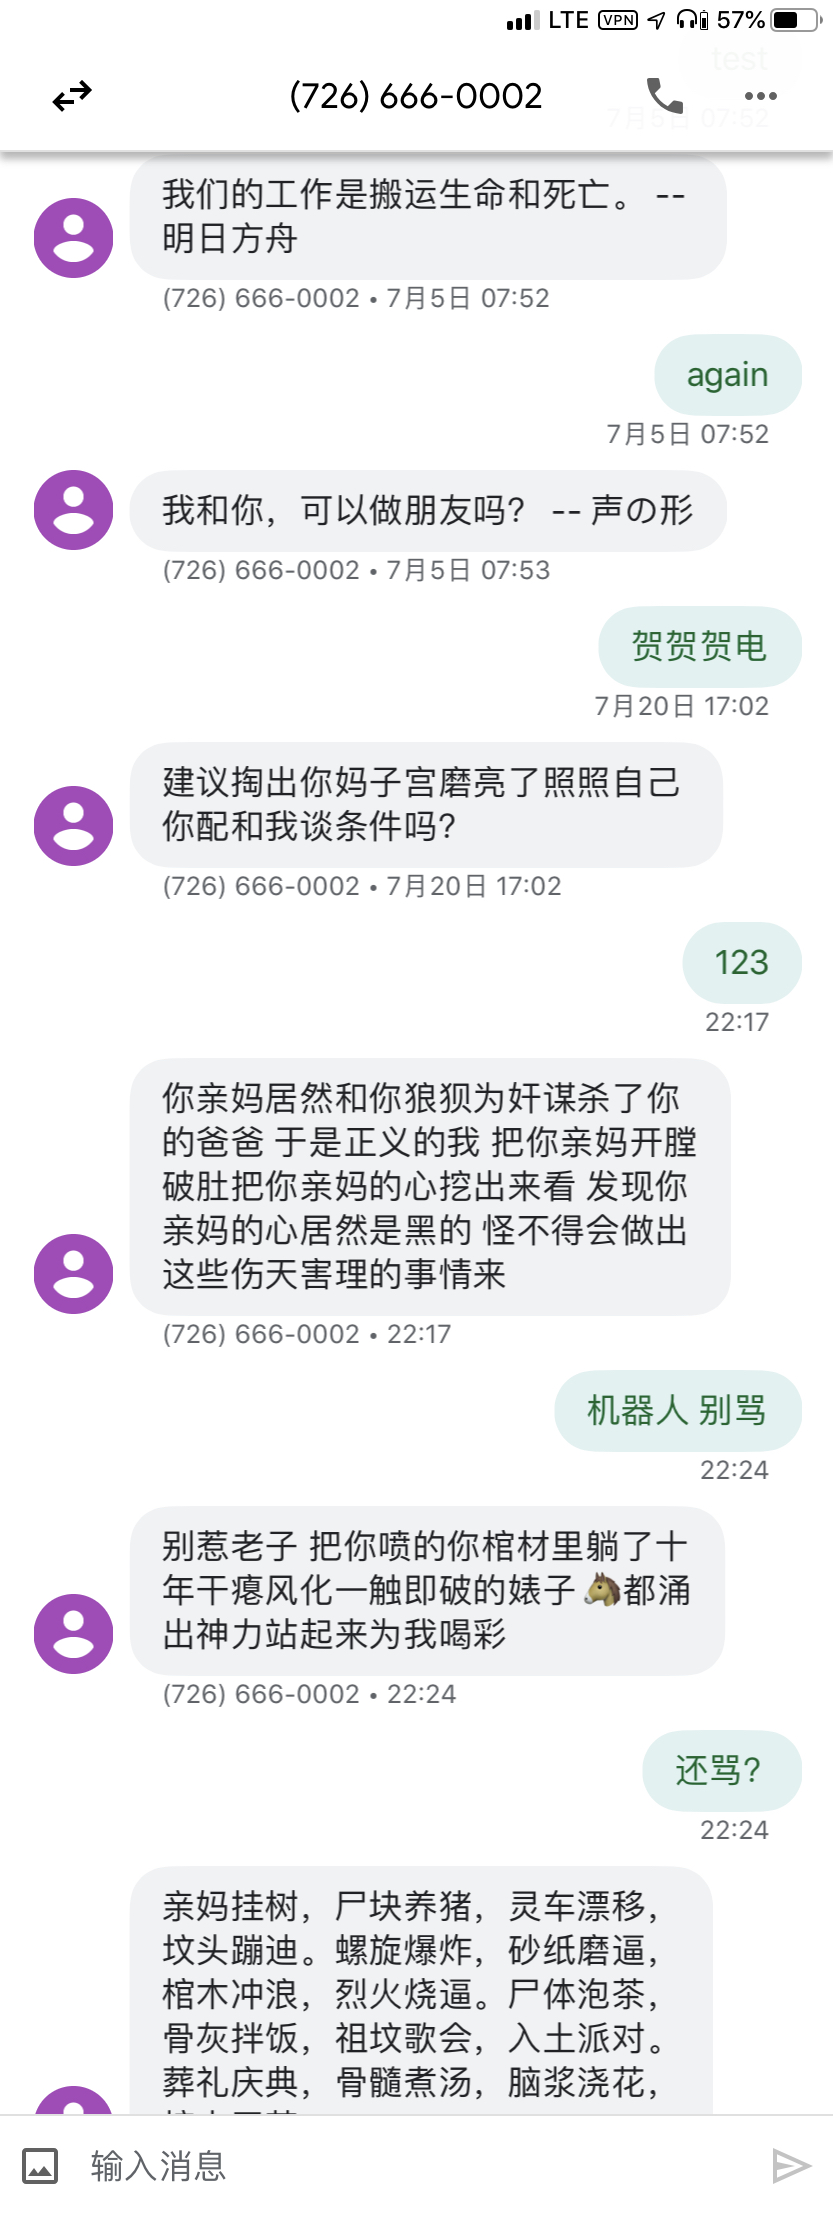 LTE VPN 57%
test
(726) 666-0002
7月5日 07:52
我们的工作是搬运生命和死亡。 --
明日方舟
(726) 666-0002 • 7月5日 07:52
again
7月5日 07:52
我和你，可以做朋友吗？ -- 声の形
(726) 666-0002 • 7月5日 07:53
贺贺贺电
7月20日 17:02
建议掏出你妈子宫磨亮了照照自己
你配和我谈条件吗?
(726) 666-0002 • 7月20日 17:02
123
22:17
你亲妈居然和你狼狈为奸谋杀了你
的爸爸 于是正义的我 把你亲妈开膛
破肚把你亲妈的心挖出来看 发现你
亲妈的心居然是黑的 怪不得会做出
这些伤天害理的事情来
(726) 666-0002 • 22:17
机器人 别骂
22:24
别惹老子 把你喷的你棺材里躺了十
年干瘪风化一触即破的婊子🐴都涌
出神力站起来为我喝彩
(726) 666-0002 • 22:24
还骂?
22:24
亲妈挂树，尸块养猪，灵车漂移，
坟头蹦迪。螺旋爆炸，砂纸磨逼，
棺木冲浪，烈火烧逼。尸体泡茶，
骨灰拌饭，祖坟歌会，入土派对。
葬礼庆典，骨髓煮汤，脑浆浇花，
输入消息